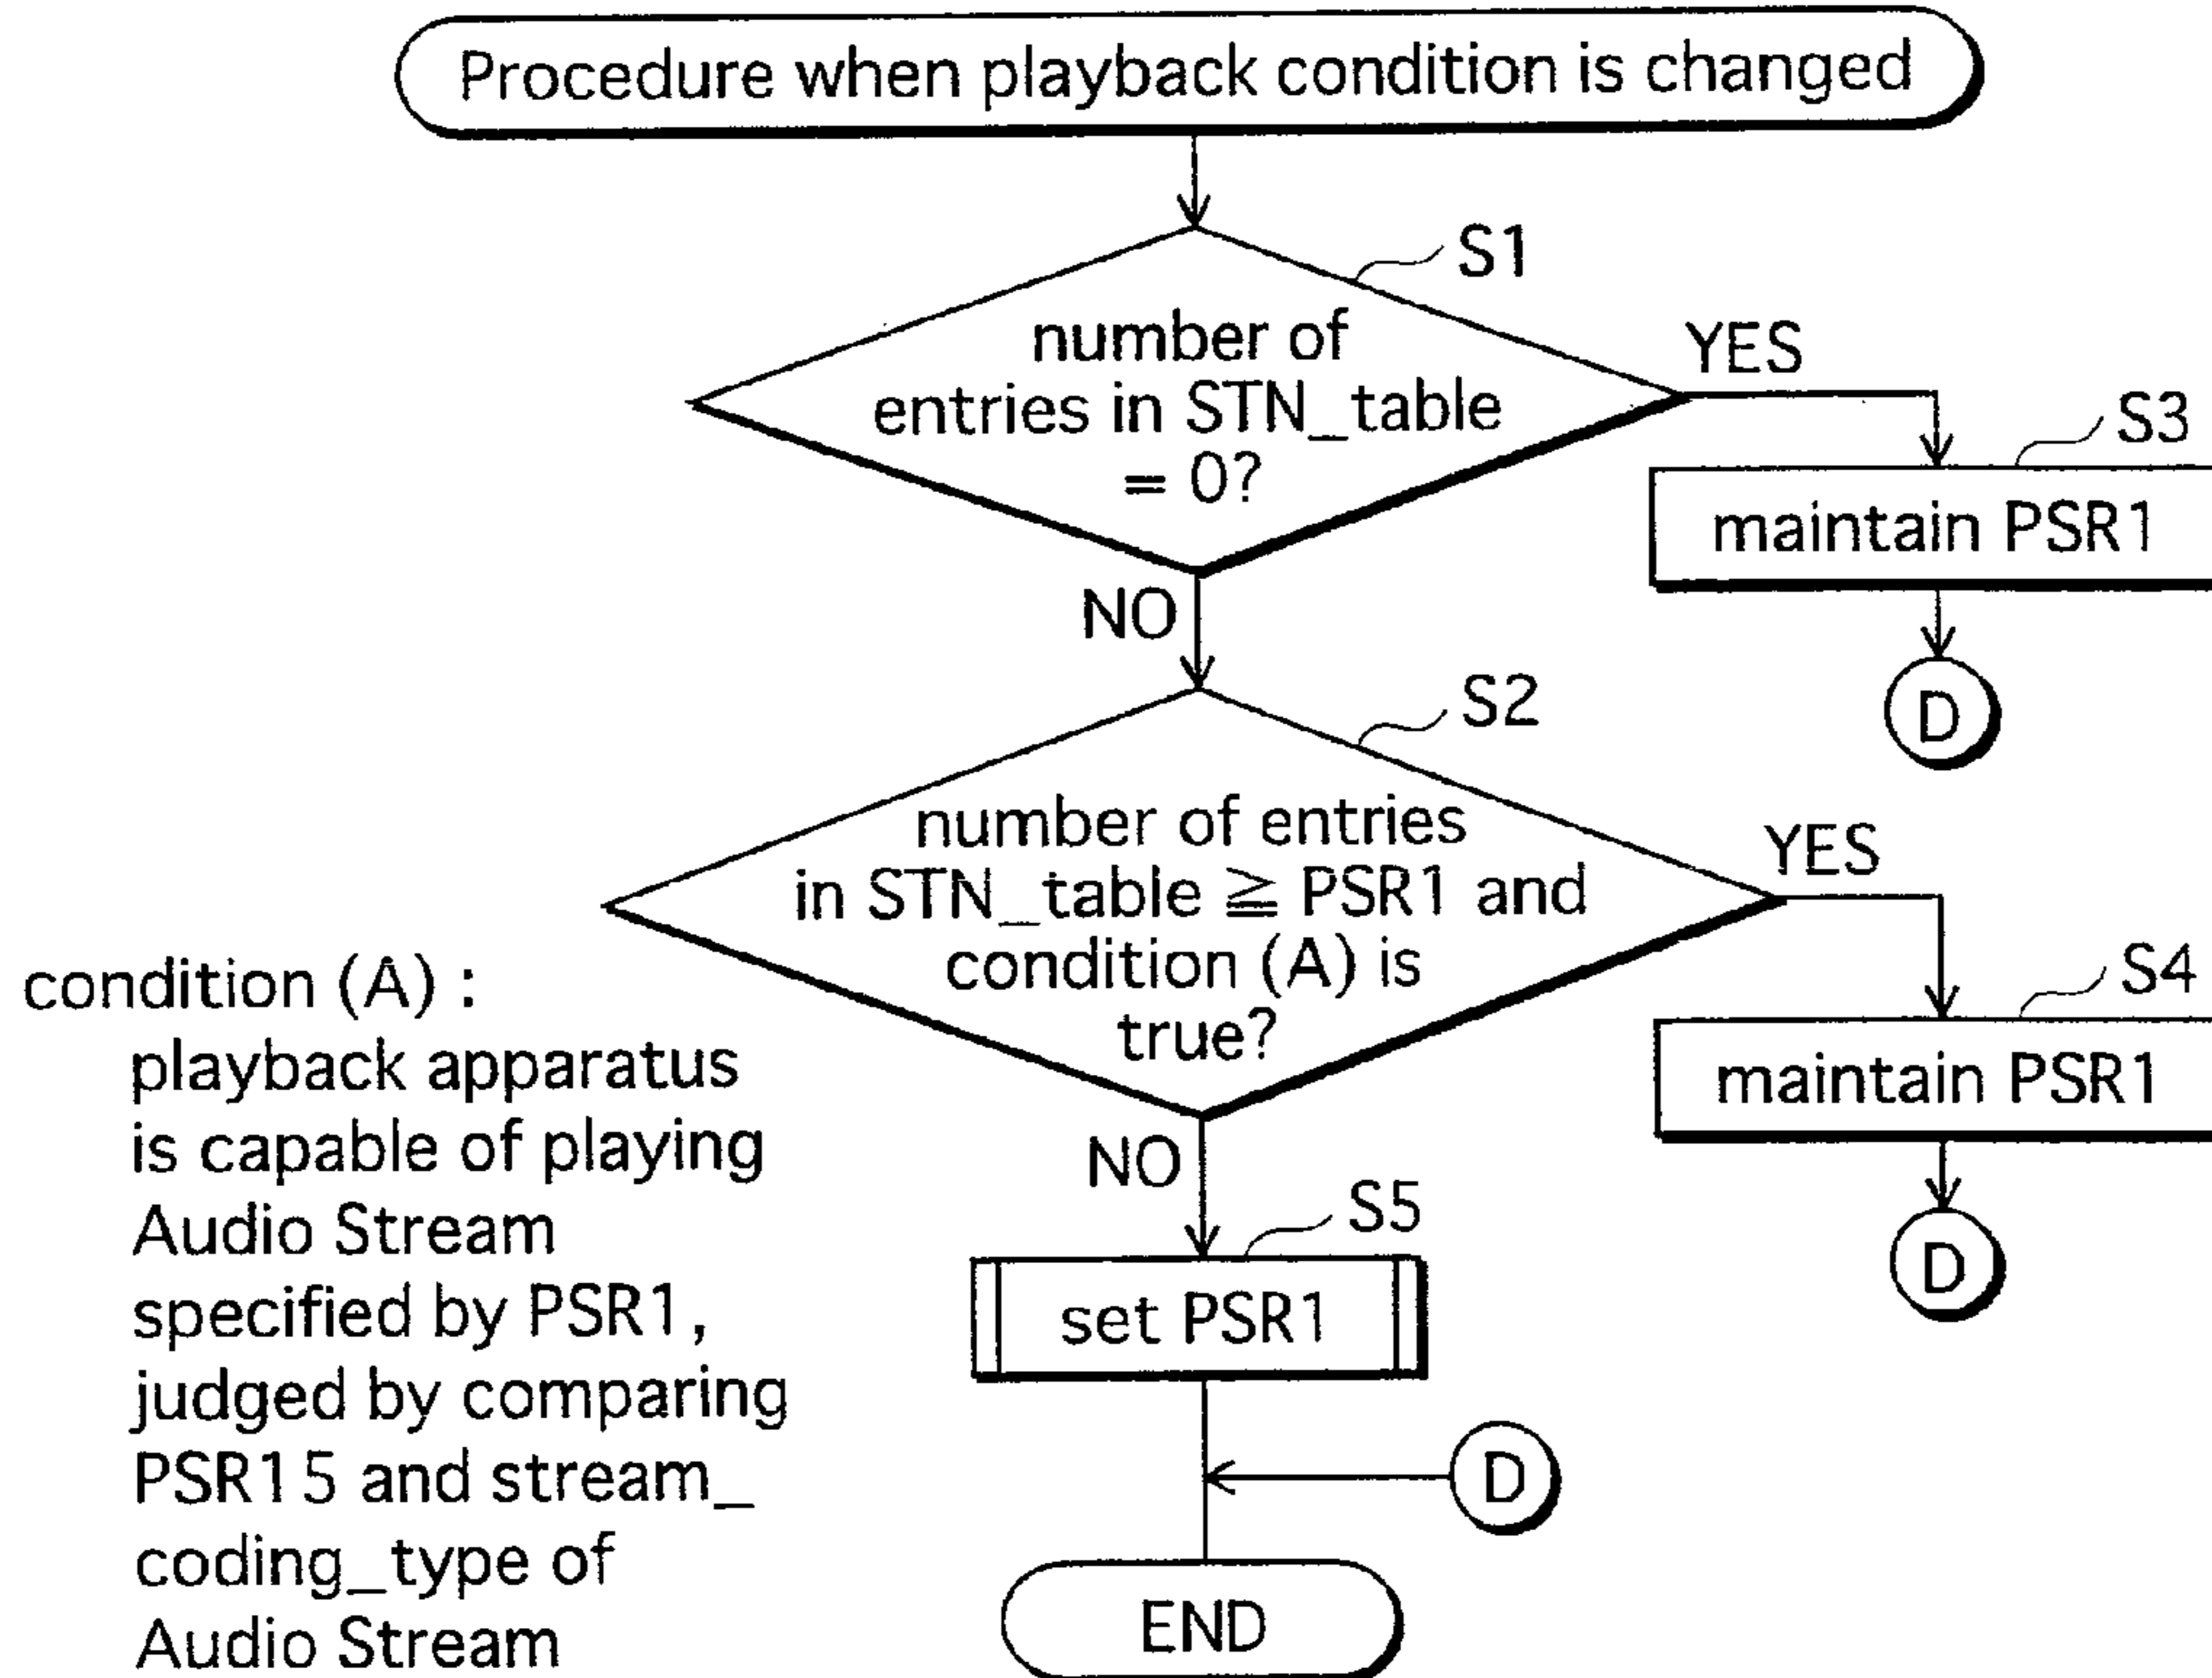 Procedure when playback condition is changed
S1
number of
entries in STN_table
= 0?
YES
S3
maintain PSR1
D
NO
S2
number of entries
in STN_table ≧ PSR1 and
condition (A) is
true?
YES
S4
maintain PSR1
D
NO
S5
set PSR1
D
END
condition (A) :
playback apparatus
is capable of playing
Audio Stream
specified by PSR1,
judged by comparing
PSR15 and stream_
coding_type of
Audio Stream